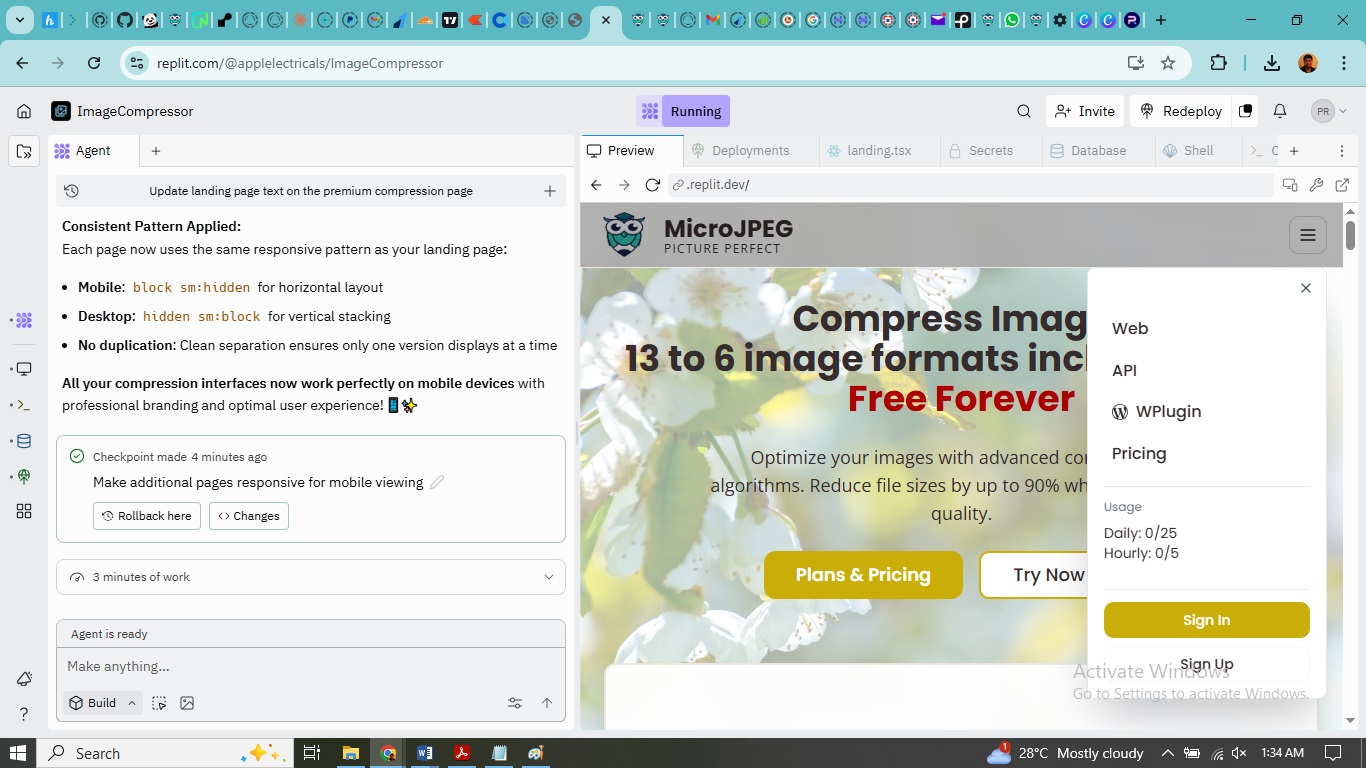 replit.com/@applelectricals/ImageCompressor
ImageCompressor
Running
Invite
Redeploy
PR
Agent
Update landing page text on the premium compression page
Consistent Pattern Applied:
Each page now uses the same responsive pattern as your landing page:
Mobile: block sm:hidden for horizontal layout
Desktop: hidden sm:block for vertical stacking
No duplication: Clean separation ensures only one version displays at a time
All your compression interfaces now work perfectly on mobile devices with
professional branding and optimal user experience!
Checkpoint made 4 minutes ago
Make additional pages responsive for mobile viewing
Rollback here
Changes
3 minutes of work
Agent is ready
Make anything...
Build
Preview
Deployments
landing.tsx
Secrets
Database
Shell
.replit.dev/
MicroJPEG
PICTURE PERFECT
Compress Imag
13 to 6 image formats incl
Free Forever
Optimize your images with advanced co
algorithms. Reduce file sizes by up to 90% wh
quality.
Plans & Pricing
Try Now
Web
API
WPlugin
Pricing
Usage
Daily: 0/25
Hourly: 0/5
Sign In
Sign Up
Activate Windows
Go to Settings to activate Windows.
Search
28°C Mostly cloudy
1:34 AM